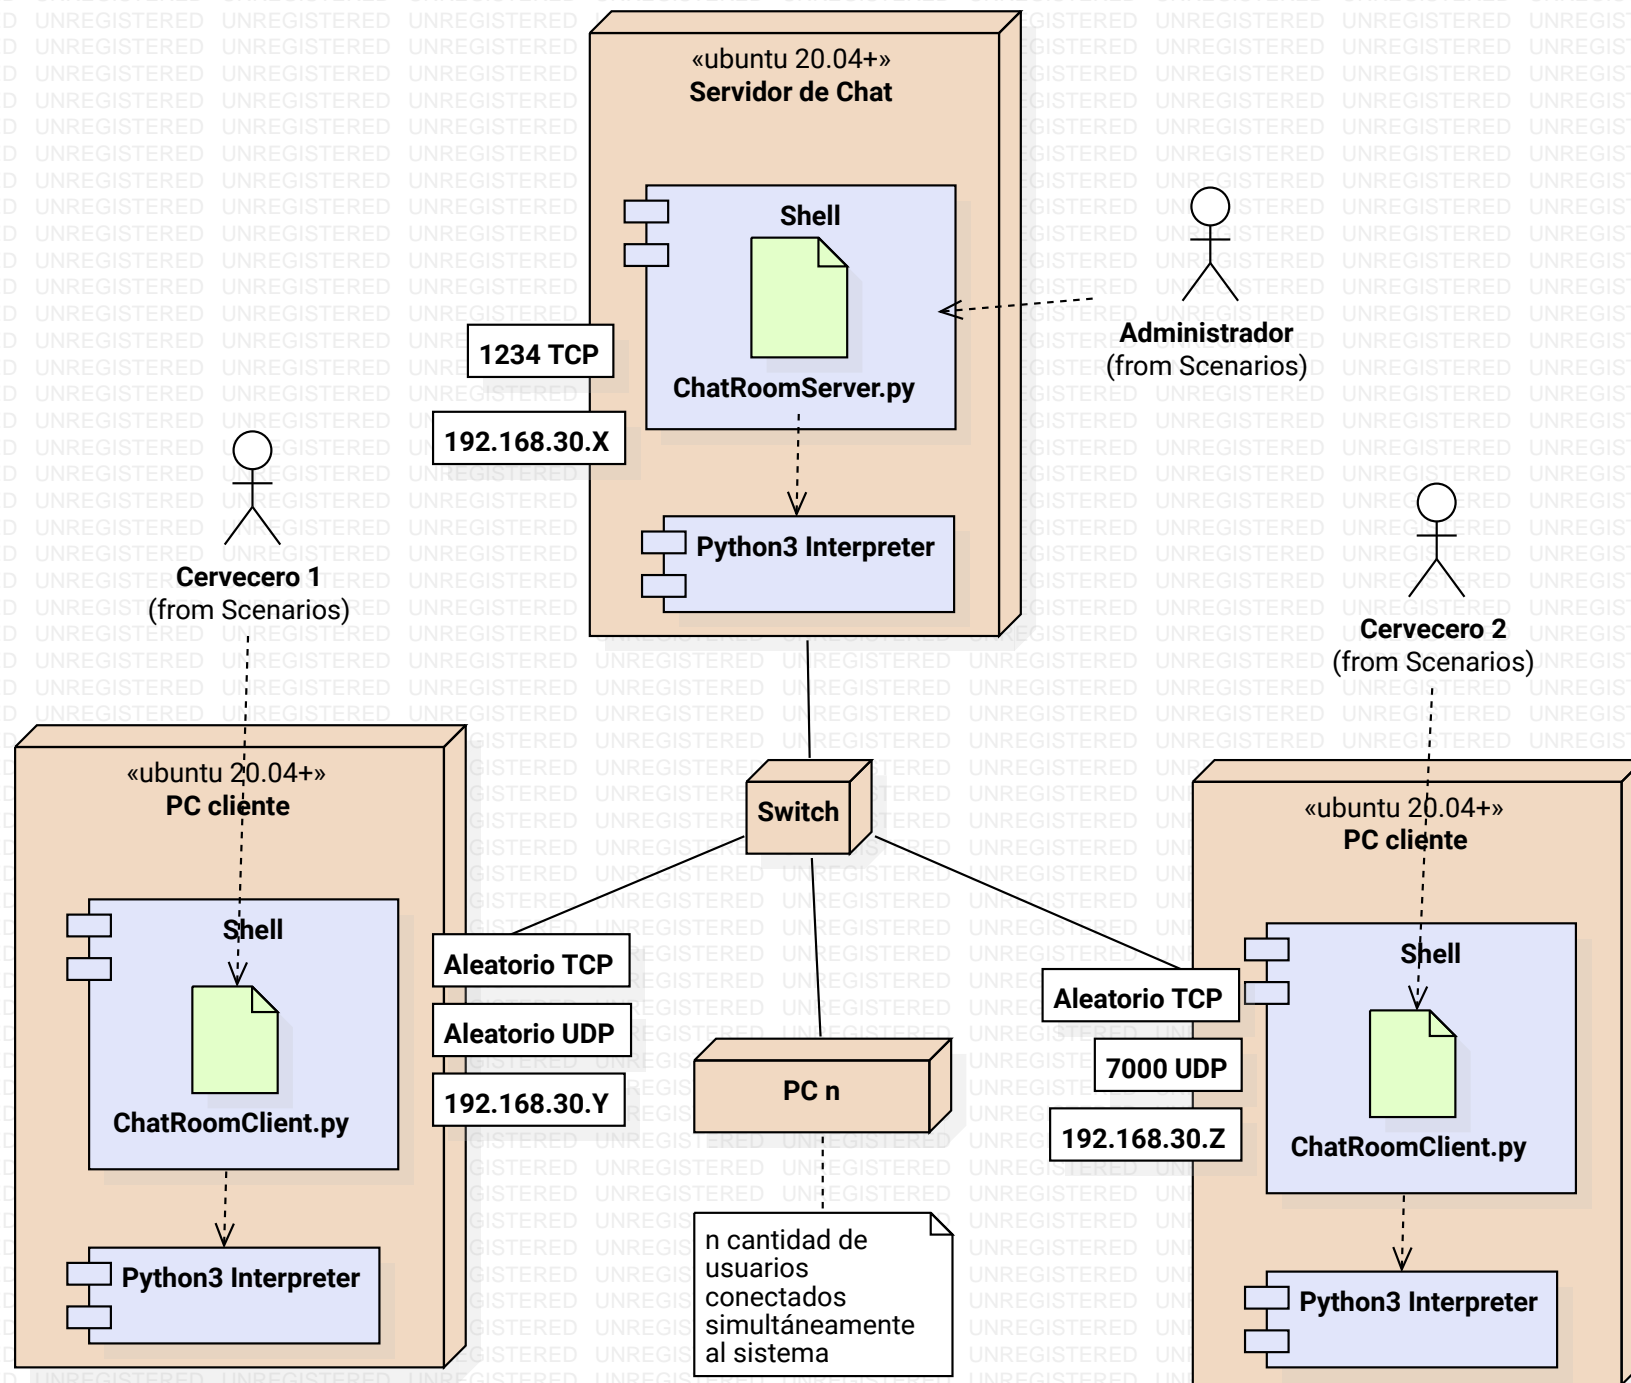 «ubuntu 20.04+»
Servidor de Chat
Shell
ChatRoomServer.py
1234 TCP
192.168.30.X
Python3 Interpreter
Administrador
(from Scenarios)
Cervecero 1
(from Scenarios)
Cervecero 2
(from Scenarios)
«ubuntu 20.04+»
PC cliente
Shell
ChatRoomClient.py
Python3 Interpreter
Aleatorio TCP
Aleatorio UDP
192.168.30.Y
Switch
PC n
n cantidad de
usuarios
conectados
simultáneamente
al sistema
«ubuntu 20.04+»
PC cliente
Shell
ChatRoomClient.py
Python3 Interpreter
Aleatorio TCP
7000 UDP
192.168.30.Z
UNREGISTERED